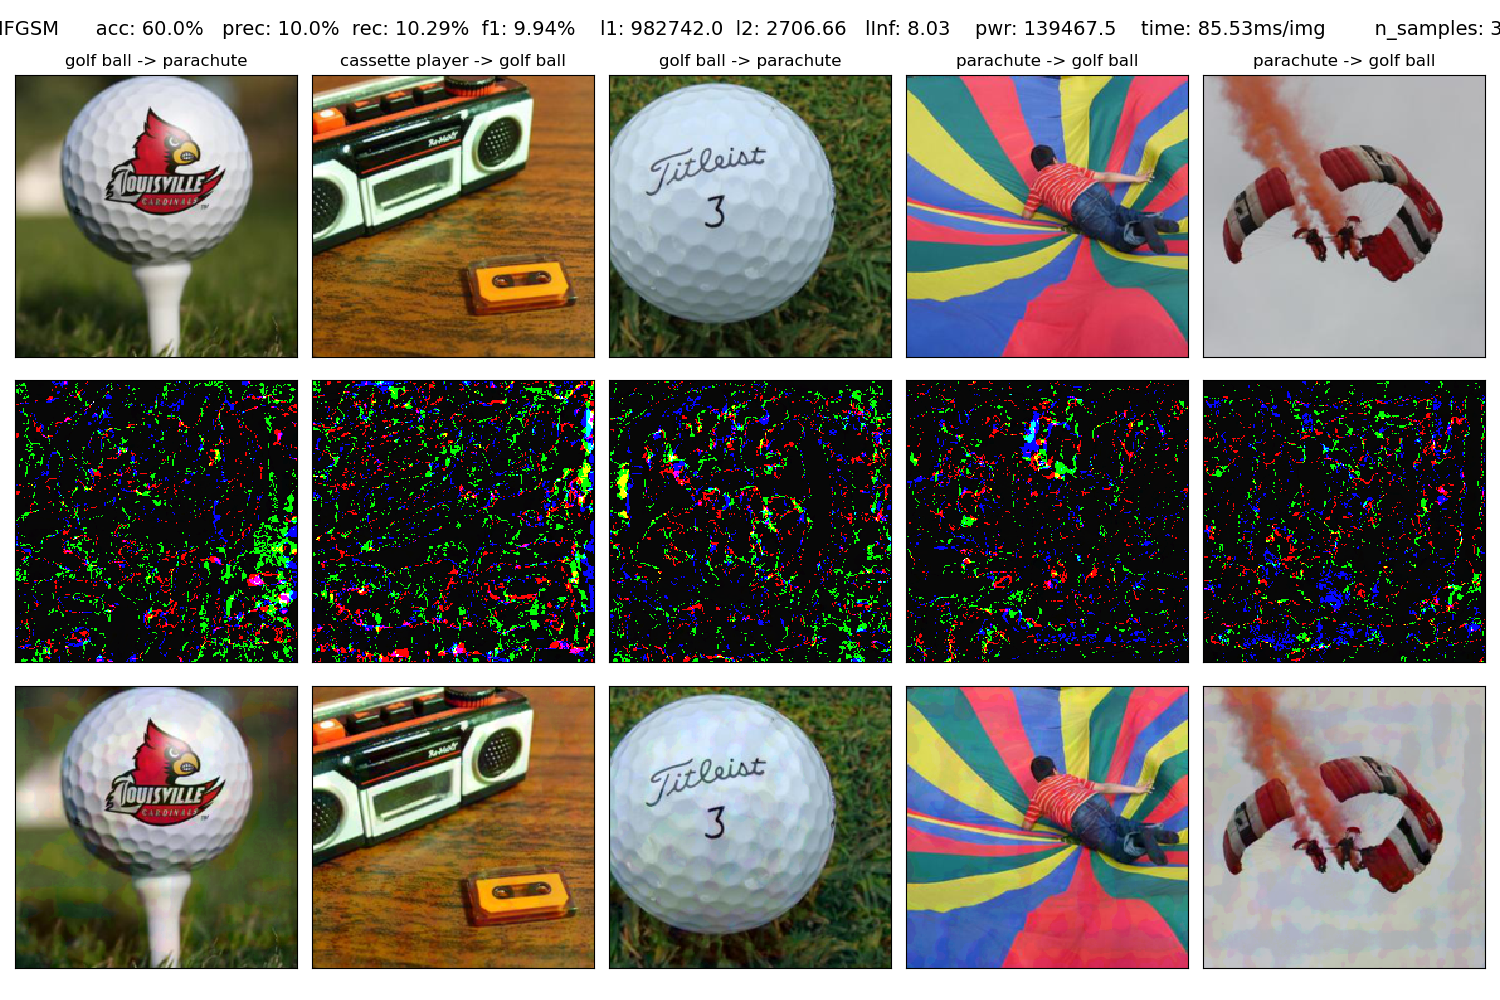 IFGSM acc: 60.0% prec: 10.0% rec: 10.29% f1: 9.94% l1: 982742.0 l2: 2706.66 lInf: 8.03 pwr: 139467.5 time: 85.53ms/img n_samples: 3
golf ball -> parachute cassette player -> golf ball golf ball -> parachute parachute -> golf ball parachute -> golf ball
LOUISVILLE
CARDINALS
Titleist
3
LOUISVILLE
CARDINALS
Titleist
3